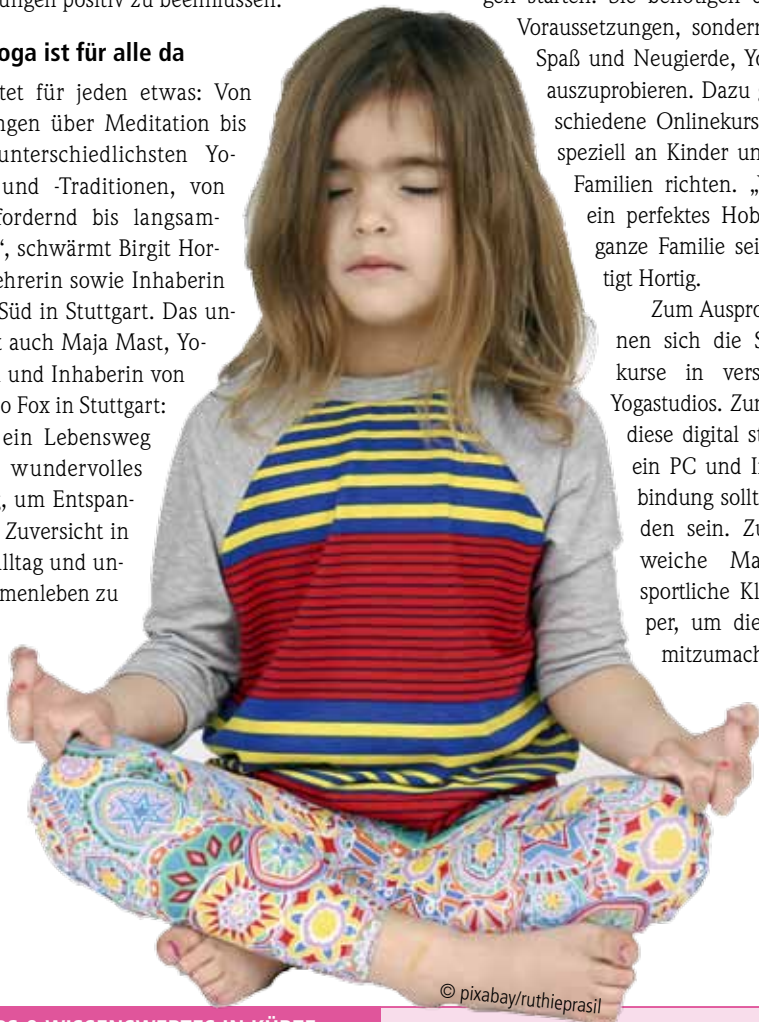 ungen positiv zu beeinflussen.
oga ist für alle da
tet für jeden etwas: Von
ngen über Meditation bis
unterschiedlichsten Yo-
und -Traditionen, von
fordernd bis langsam-
“, schwärmt Birgit Hor-
ehrerin sowie Inhaberin
Süd in Stuttgart. Das un-
t auch Maja Mast, Yo-
und Inhaberin von
o Fox in Stuttgart:
ein Lebensweg
wundervolles
, um Entspan-
Zuversicht in
lltag und un-
menleben zu
gen starten. Sie benötigen
Voraussetzungen, sondern
Spaß und Neugierde, Yo
auszuprobieren. Dazu
schiedene Onlinekurs
speziell an Kinder un
Familien richten. „
ein perfektes Hob
ganze Familie sei
tigt Hortig.
Zum Auspro
nen sich die S
kurse in vers
Yogastudios. Zur
diese digital st
ein PC und I
bindung sollt
den sein. Zu
weiche Ma
sportliche Kl
per, um die
mitzumach
© pixabay/ruthieprasil
& WISSENSWERTES IN KÜRZE